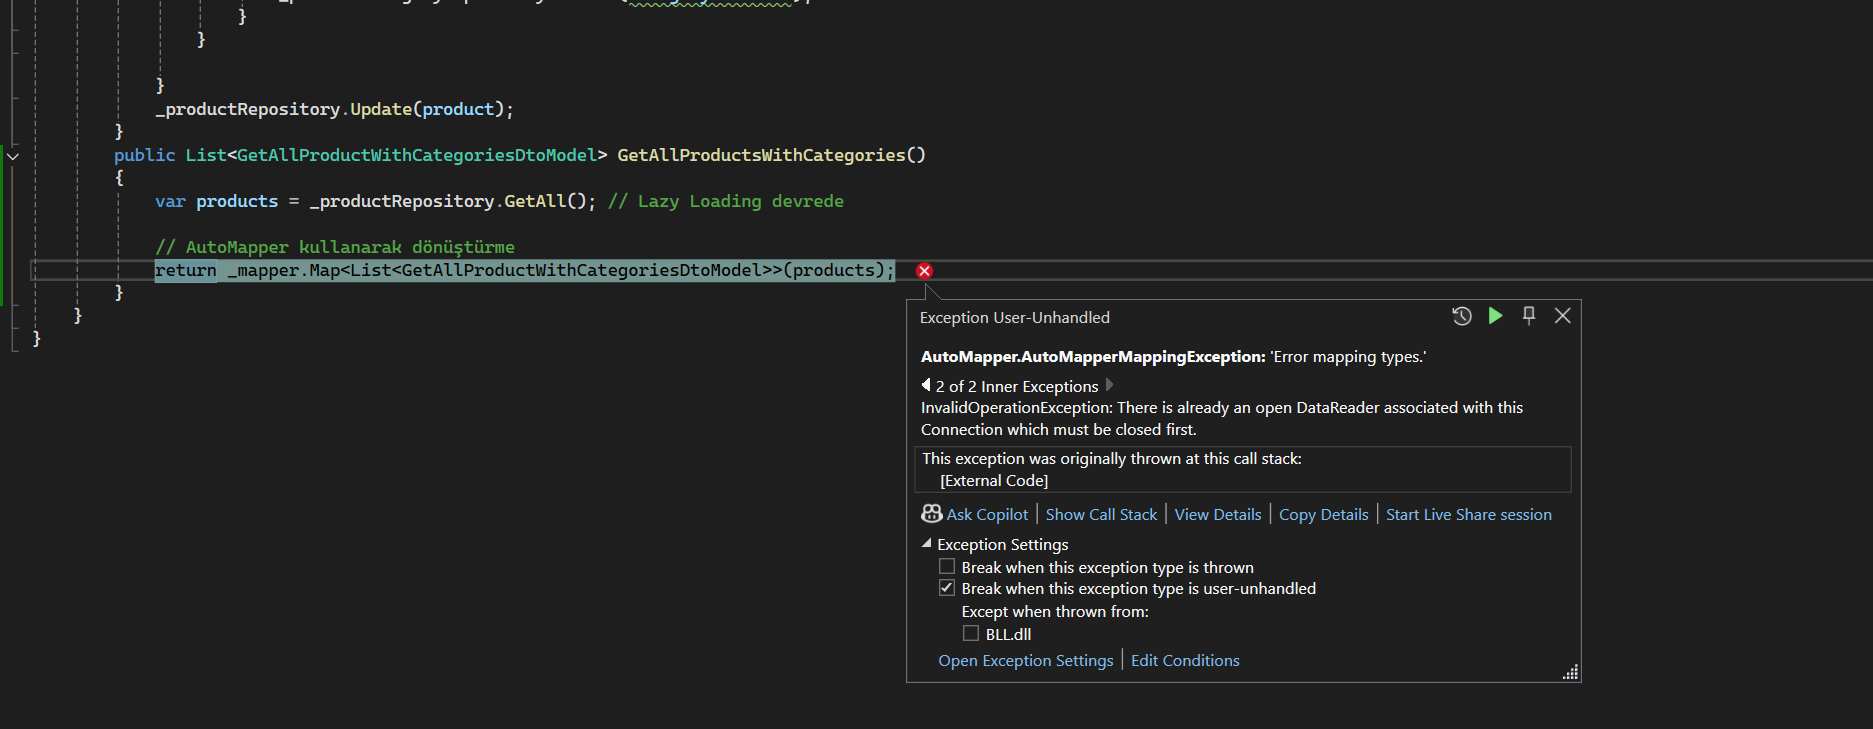 }
}
}
_productRepository.Update(product);
}
public List<GetAllProductWithCategoriesDtoModel> GetAllProductsWithCategories()
{
var products = _productRepository.GetAll(); // Lazy Loading devrede
// AutoMapper kullanarak dönüştürme
return _mapper.Map<List<GetAllProductWithCategoriesDtoModel>>(products);
}
}
}
Exception User-Unhandled
AutoMapper.AutoMapperMappingException: 'Error mapping types.'
2 of 2 Inner Exceptions
InvalidOperationException: There is already an open DataReader associated with this
Connection which must be closed first.
This exception was originally thrown at this call stack:
[External Code]
Ask Copilot | Show Call Stack | View Details | Copy Details | Start Live Share session
Exception Settings
Break when this exception type is thrown
Break when this exception type is user-unhandled
Except when thrown from:
BLL.dll
Open Exception Settings | Edit Conditions